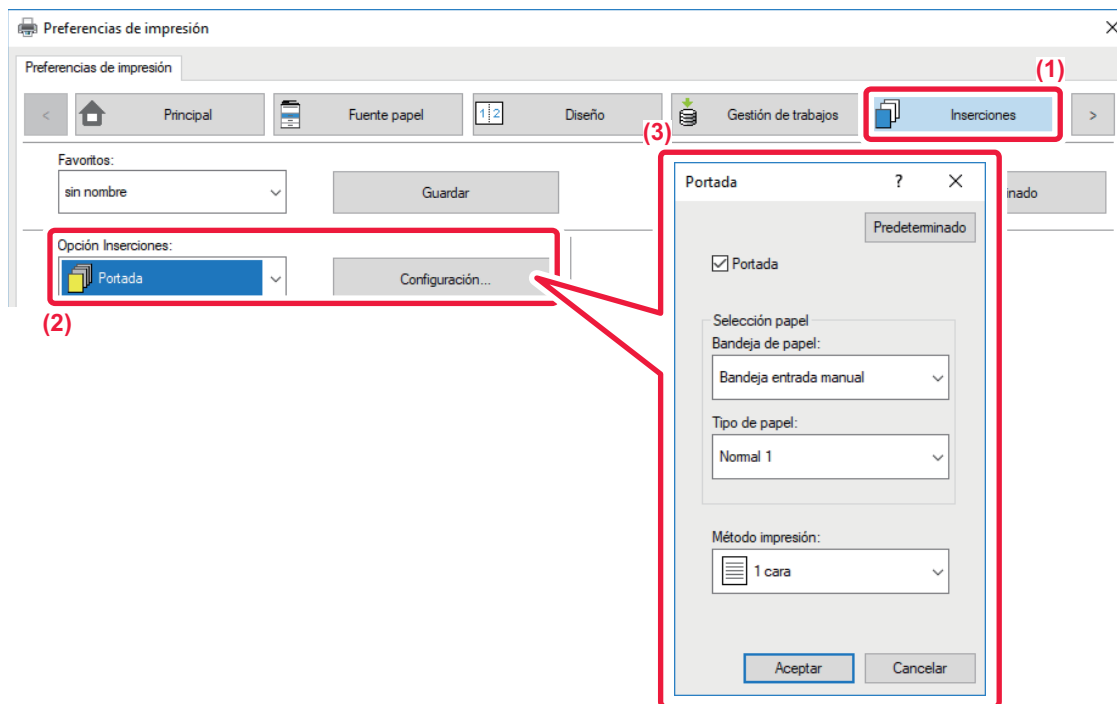 Preferencias de impresión
Preferencias de impresión
(1)
< Principal Fuente papel 1 2 Diseño Gestión de trabajos Inserciones >
(3)
Favoritos:
sin nombre Guardar
Opción Inserciones:
Portada Configuración...
(2)
Portada ? ×
Predeterminado
Portada
Selección papel
Bandeja de papel:
Bandeja entrada manual
Tipo de papel:
Normal 1
Método impresión:
1 cara
Aceptar Cancelar